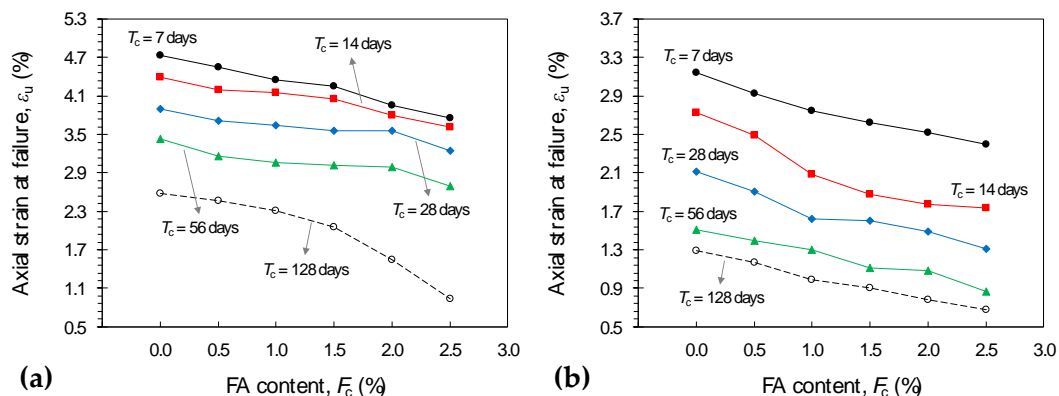 5.3
4.7
4.1
3.5
2.9
2.3
1.7
1.1
0.5
Axial strain at failure, εu (%)
Tc = 7 days
Tc = 14 days
Tc = 28 days
Tc = 56 days
Tc = 128 days
0.0 0.5 1.0 1.5 2.0 2.5 3.0
FA content, Fc (%)
(a)
3.7
3.3
2.9
2.5
2.1
1.7
1.3
0.9
0.5
Axial strain at failure, εu (%)
Tc = 7 days
Tc = 14 days
Tc = 28 days
Tc = 56 days
Tc = 128 days
0.0 0.5 1.0 1.5 2.0 2.5 3.0
FA content, Fc (%)
(b)